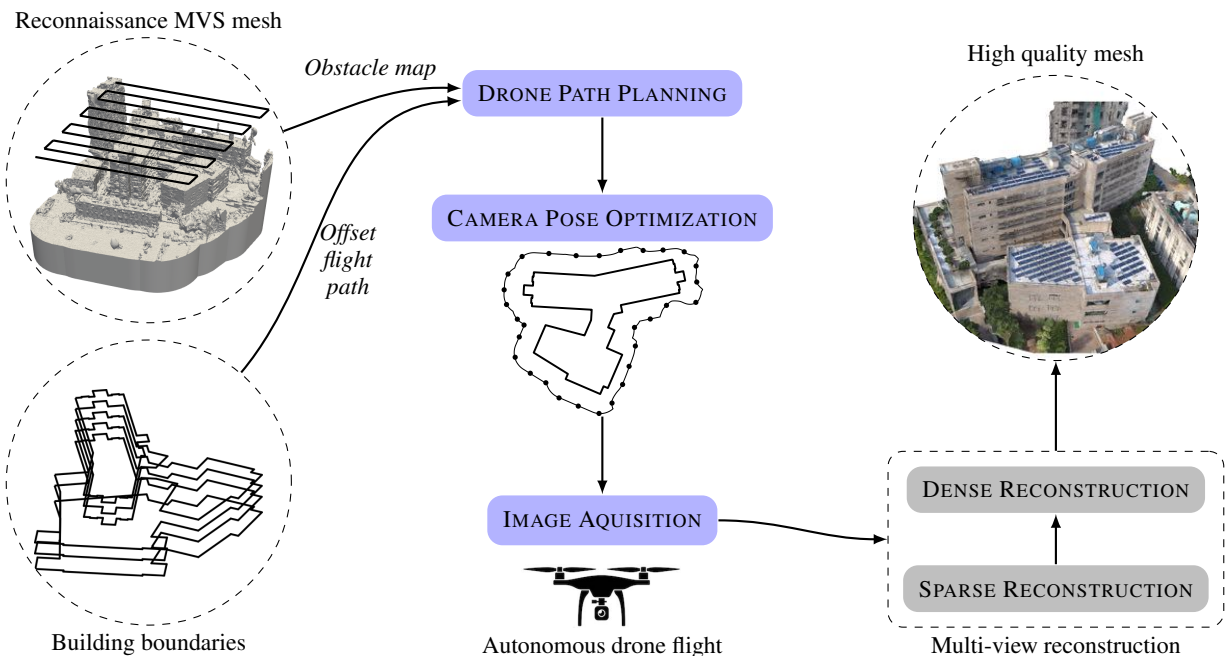 Reconnaissance MVS mesh
Obstacle map
DRONE PATH PLANNING
High quality mesh
CAMERA POSE OPTIMIZATION
Offset
flight
path
DENSE RECONSTRUCTION
IMAGE AQUISITION
SPARSE RECONSTRUCTION
Building boundaries
Autonomous drone flight
Multi-view reconstruction